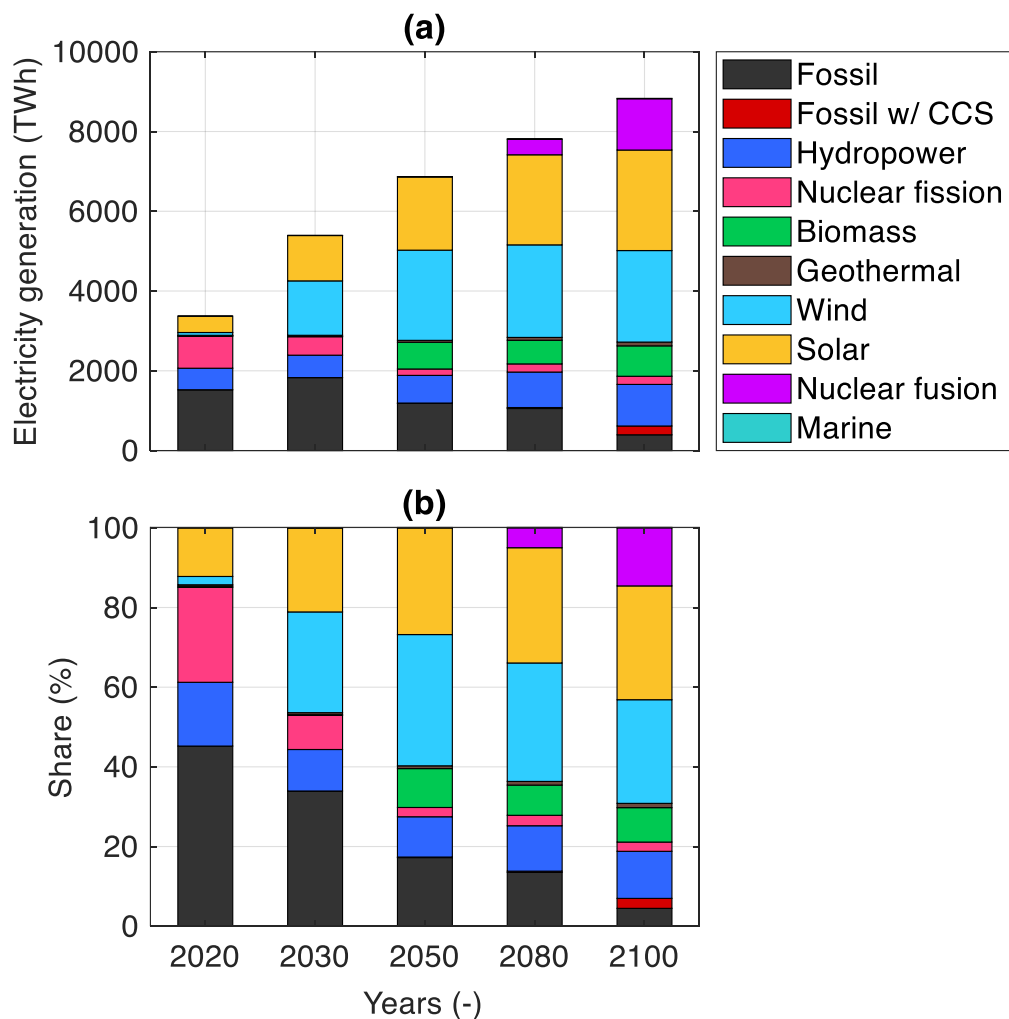 (a)
10000
8000
6000
4000
2000
0
Electricity generation (TWh)
Fossil
Fossil w/ CCS
Hydropower
Nuclear fission
Biomass
Geothermal
Wind
Solar
Nuclear fusion
Marine
(b)
100
80
60
40
20
0
Share (%)
2020 2030 2050 2080 2100
Years (-)